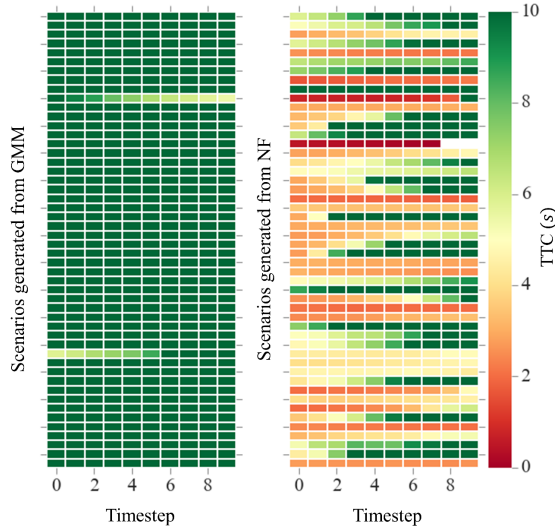 Scenarios generated from GMM
0 2 4 6 8
Timestep
Scenarios generated from NF
0 2 4 6 8
Timestep
10
8
6
4
2
0
TTC (s)